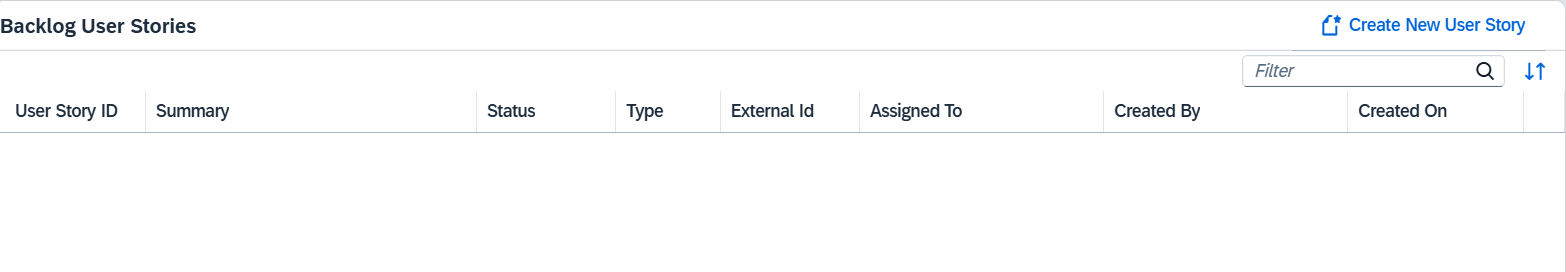 Backlog User Stories
Create New User Story
Filter
User Story ID Summary Status Type External Id Assigned To Created By Created On